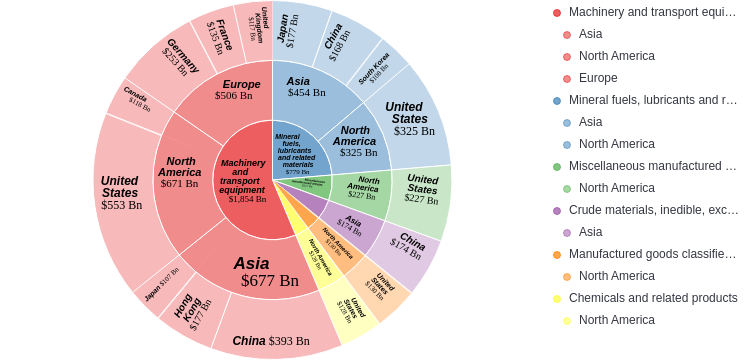 United
Kingdom
$117 Bn
France
$135 Bn
Germany
$253 Bn
Canada
$118 Bn
United
States
$553 Bn
Japan $107 Bn
Hong
Kong
$177 Bn
China $393 Bn
Japan
$177 Bn
China
$168 Bn
South Korea
$109 Bn
United
States
$325 Bn
United
States
$227 Bn
China
$174 Bn
United
States
$130 Bn
United
States
$128 Bn
Europe
$506 Bn
North
America
$671 Bn
Asia
$677 Bn
Asia
$454 Bn
North
America
$325 Bn
North
America
$227 Bn
Asia
$174 Bn
North America
$130 Bn
North America
$128 Bn
Machinery
and
transport
equipment
$1,854 Bn
Mineral
fuels,
lubricants
and related
materials
$779 Bn
Machinery and transport equi...
Asia
North America
Europe
Mineral fuels, lubricants and r...
Asia
North America
Miscellaneous manufactured ...
North America
Crude materials, inedible, exc...
Asia
Manufactured goods classifie...
North America
Chemicals and related products
North America